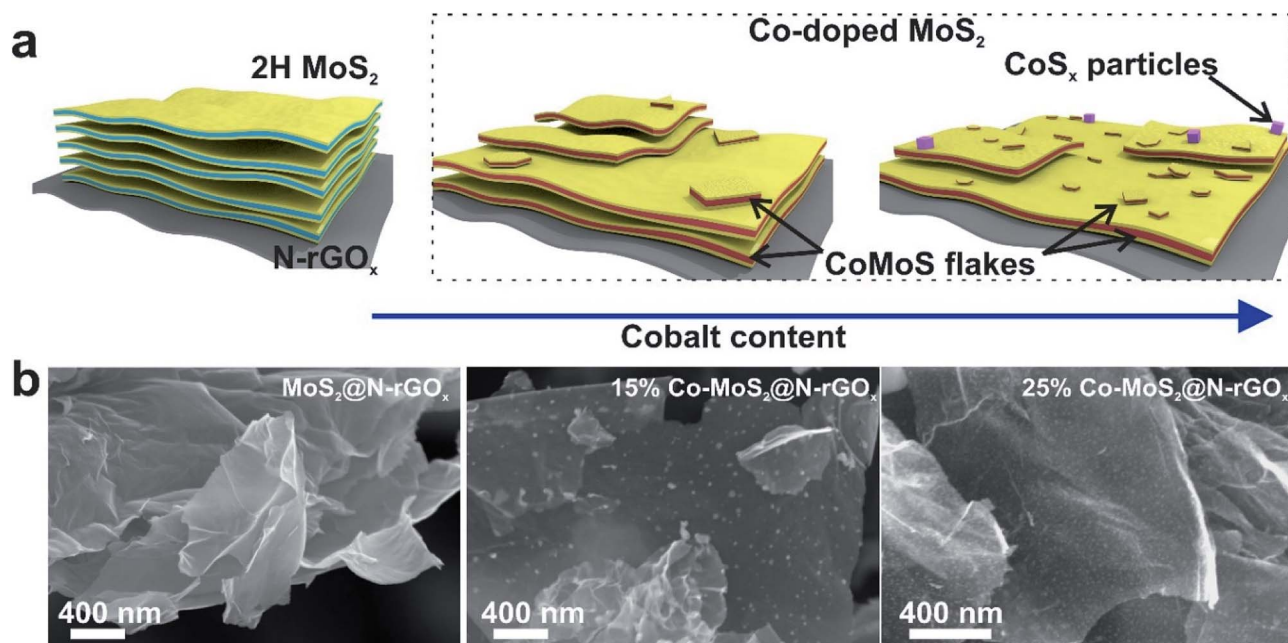 a
Co-doped MoS₂
2H MoS₂
CoSₓ particles
N-rGOₓ
CoMoS flakes
Cobalt content
b
MoS₂@N-rGOₓ
15% Co-MoS₂@N-rGOₓ
25% Co-MoS₂@N-rGOₓ
400 nm
400 nm
400 nm